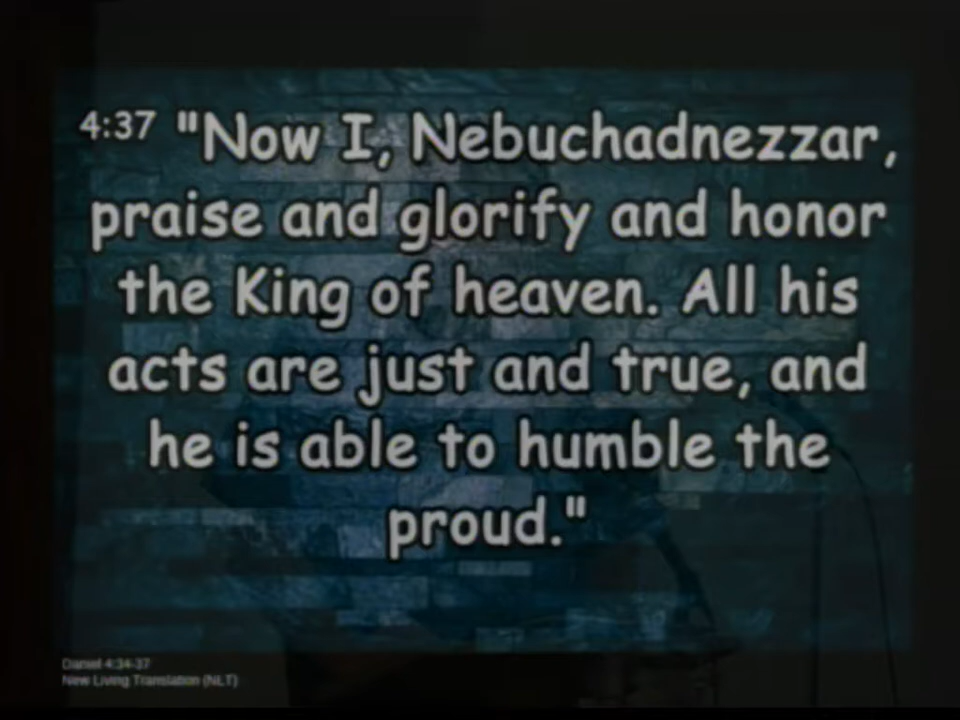 4:37 "Now I, Nebuchadnezzar,
praise and glorify and honor
the King of heaven. All his
acts are just and true, and
he is able to humble the
proud."
Daniel 4:34-37
New Living Translation (NLT)